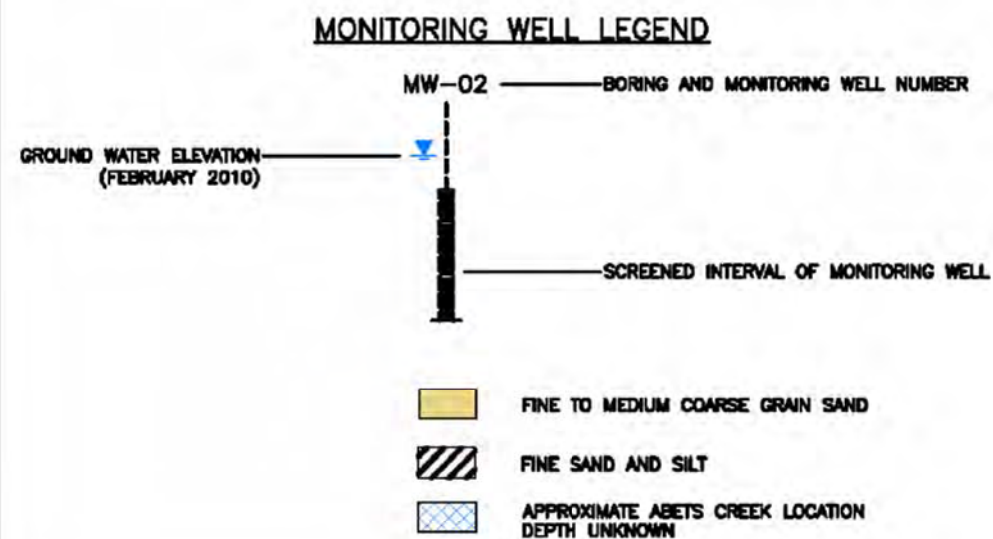 MONITORING WELL LEGEND
MW-02
BORING AND MONITORING WELL NUMBER
GROUND WATER ELEVATION
(FEBRUARY 2010)
SCREENED INTERVAL OF MONITORING WELL
FINE TO MEDIUM COARSE GRAIN SAND
FINE SAND AND SILT
APPROXIMATE ABETS CREEK LOCATION
DEPTH UNKNOWN